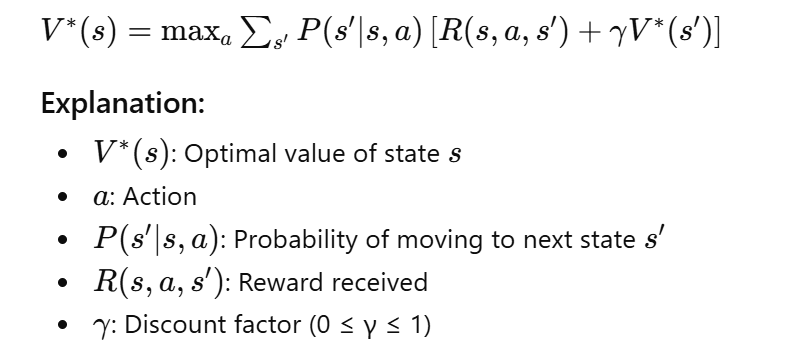 V*(s) = maxₐ ∑ₛ′ P(s′|s, a) [R(s, a, s′) + γV*(s′)]
Explanation:
• V*(s): Optimal value of state s
• a: Action
• P(s′|s, a): Probability of moving to next state s′
• R(s, a, s′): Reward received
• γ: Discount factor (0 ≤ γ ≤ 1)